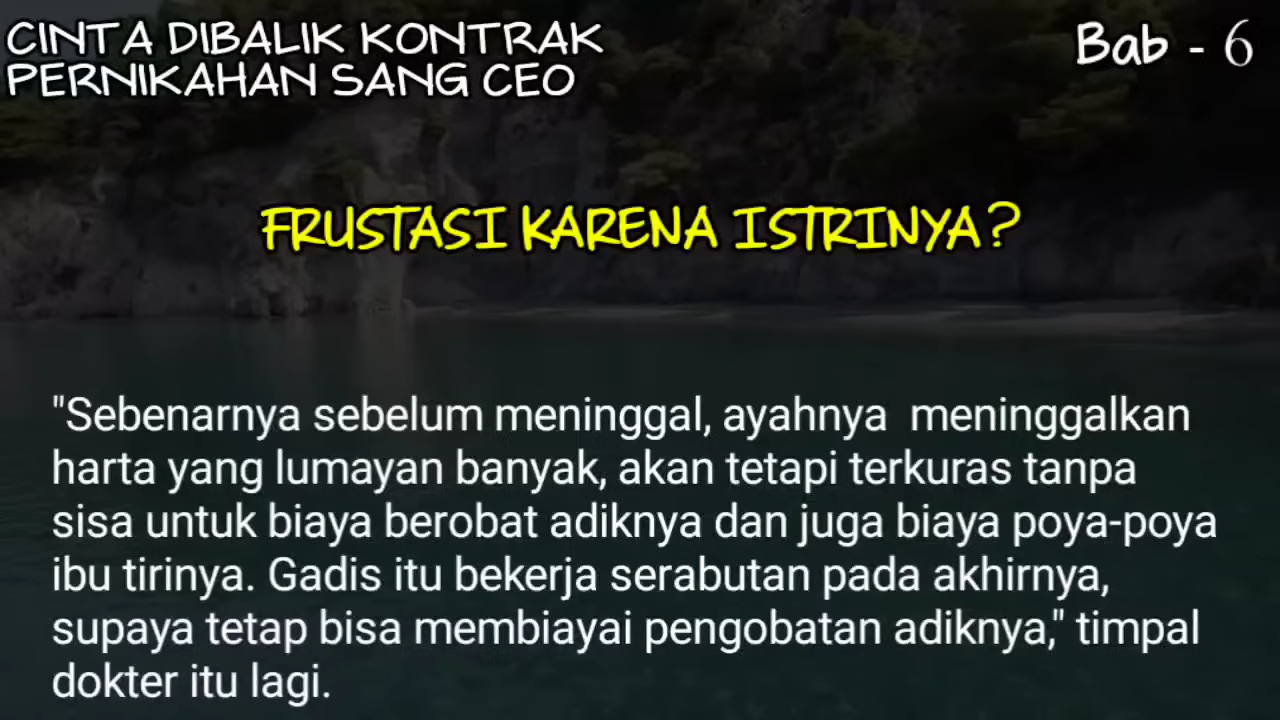 CINTA DIBALIK KONTRAK
PERNIKAHAN SANG CEO
Bab - 6
FRUSTASI KARENA ISTRINYA?
"Sebenarnya sebelum meninggal, ayahnya  meninggalkan
harta yang lumayan banyak, akan tetapi terkuras tanpa
sisa untuk biaya berobat adiknya dan juga biaya poya-poya
ibu tirinya. Gadis itu bekerja serabutan pada akhirnya,
supaya tetap bisa membiayai pengobatan adiknya," timpal
dokter itu lagi.